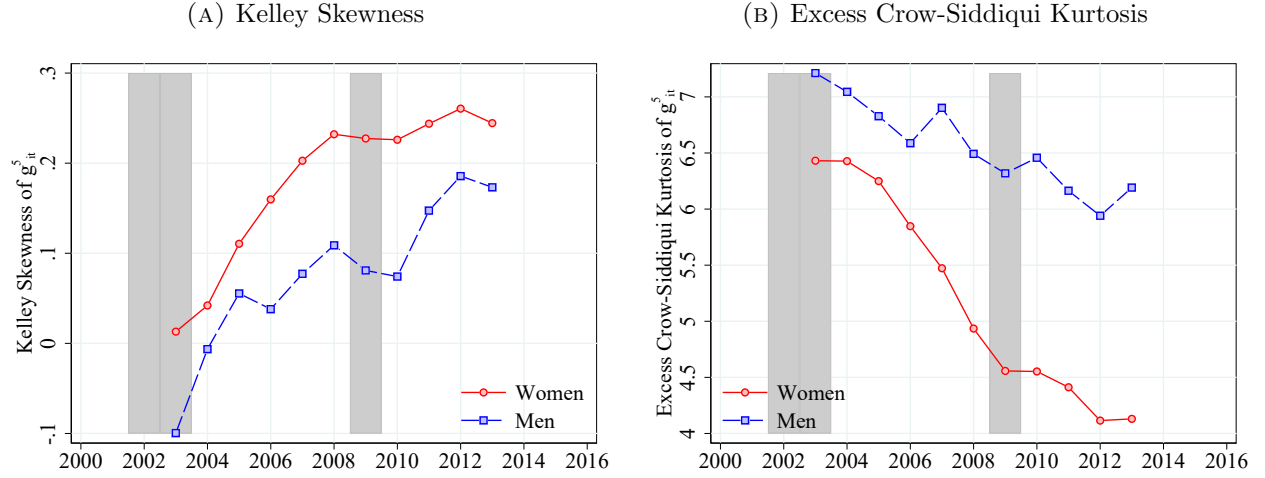 (A) Kelley Skewness
Kelley Skewness of g⁵ᵢₜ
.3
.2
.1
0
-.1
Women
Men
2000 2002 2004 2006 2008 2010 2012 2014 2016
(B) Excess Crow-Siddiqui Kurtosis
Excess Crow-Siddiqui Kurtosis of g⁵ᵢₜ
7
6.5
6
5.5
5
4.5
4
Women
Men
2000 2002 2004 2006 2008 2010 2012 2014 2016